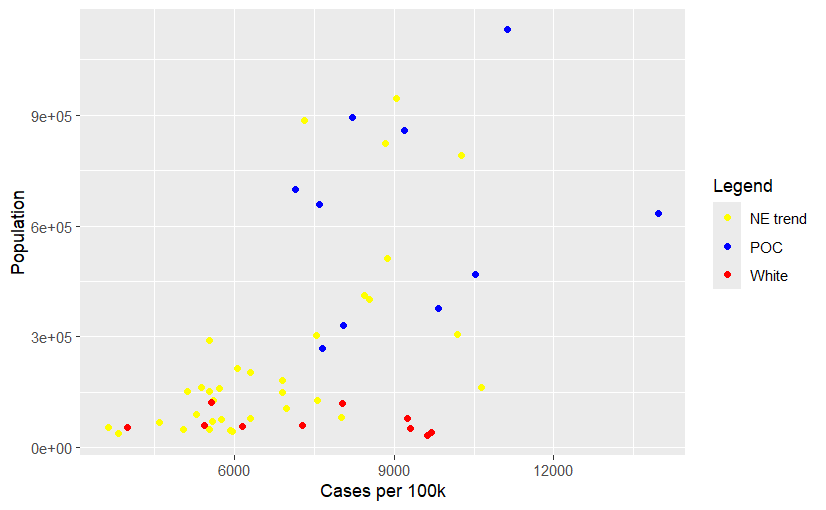 9e+05
6e+05
3e+05
0e+00
Population
6000 9000 12000
Cases per 100k
Legend
NE trend
POC
White